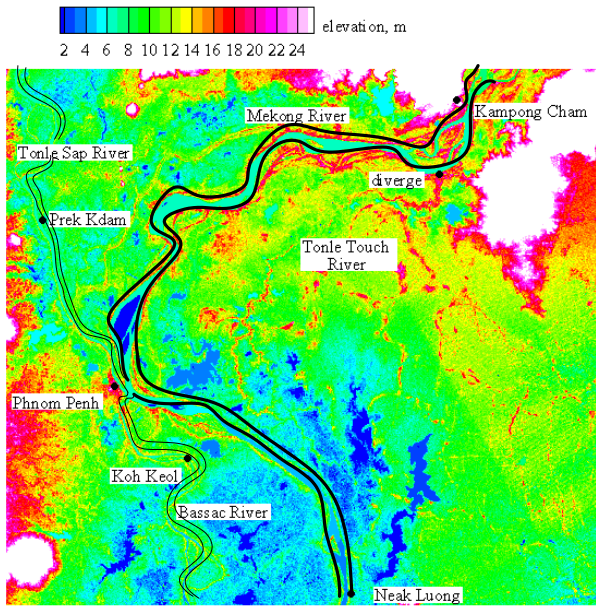 elevation, m
2 4 6 8 10 12 14 16 18 20 22 24
Mekong River
Kampong Cham
Tonle Sap River
diverge
Prek Kdam
Tonle Touch
River
Phnom Penh
Koh Keol
Bassac River
Neak Luong